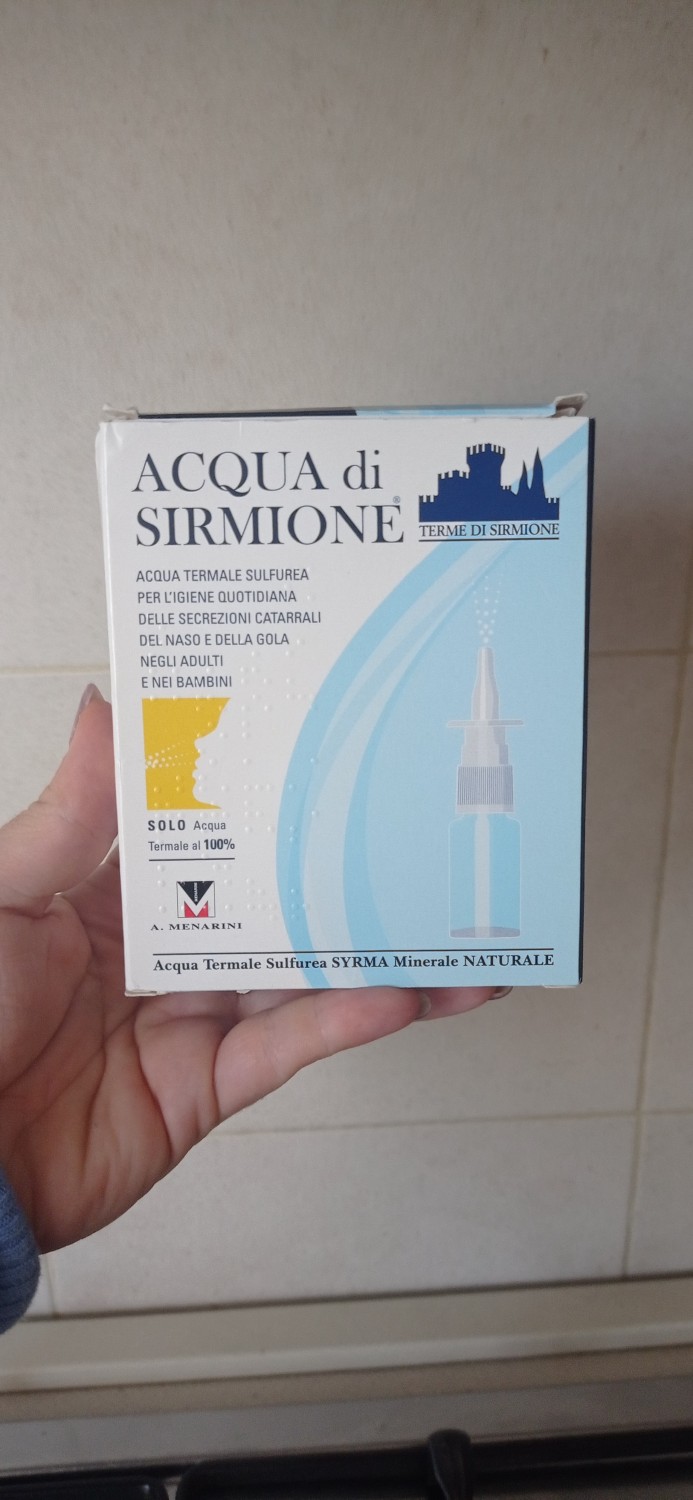 ACQUA di
SIRMIONE®
TERME DI SIRMIONE
ACQUA TERMALE SULFUREA
PER L'IGIENE QUOTIDIANA
DELLE SECREZIONI CATARRALI
DEL NASO E DELLA GOLA
NEGLI ADULTI
E NEI BAMBINI
SOLO Acqua
Termale al 100%
A. MENARINI
Acqua Termale Sulfurea SYRMA Minerale NATURALE